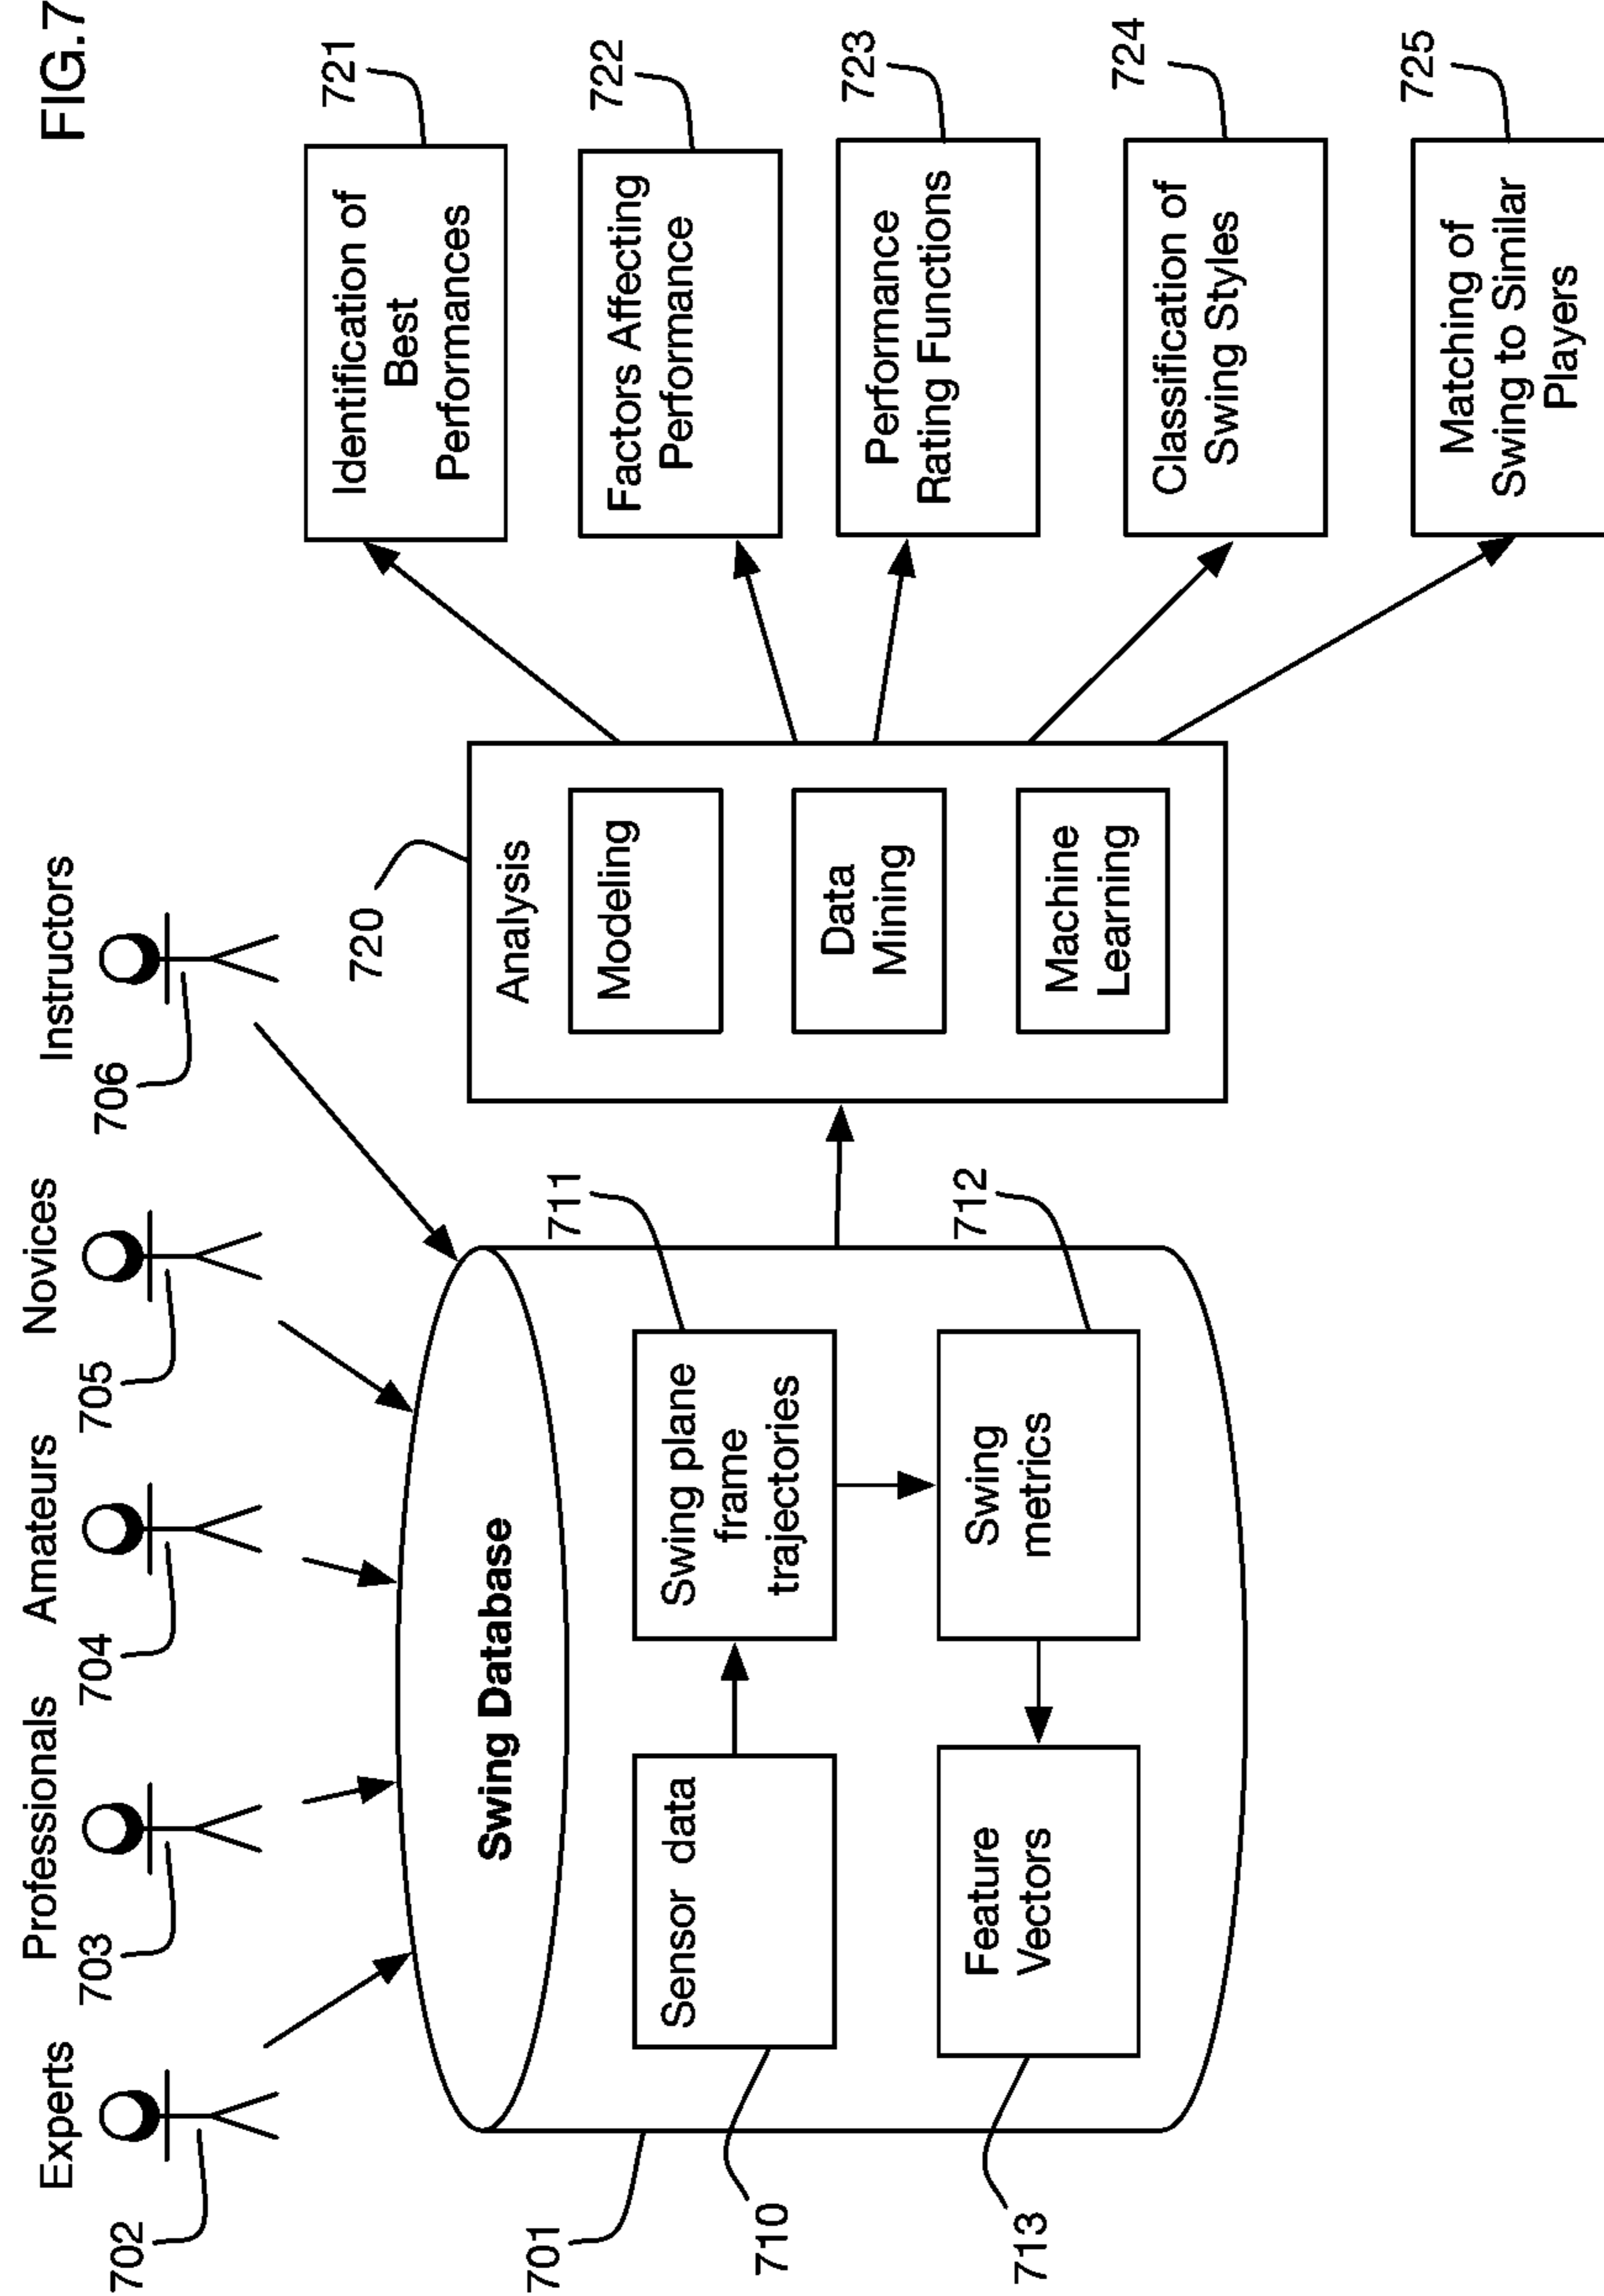 FIG.7
Experts
Professionals
Amateurs
Novices
Instructors
702
703
704
705
706
701
Swing Database
710
Sensor data
711
Swing plane
frame
trajectories
712
Swing
metrics
713
Feature
Vectors
720
Analysis
Modeling
Data
Mining
Machine
Learning
721
Identification of
Best
Performances
722
Factors Affecting
Performance
723
Performance
Rating Functions
724
Classification of
Swing Styles
725
Matching of
Swing to Similar
Players